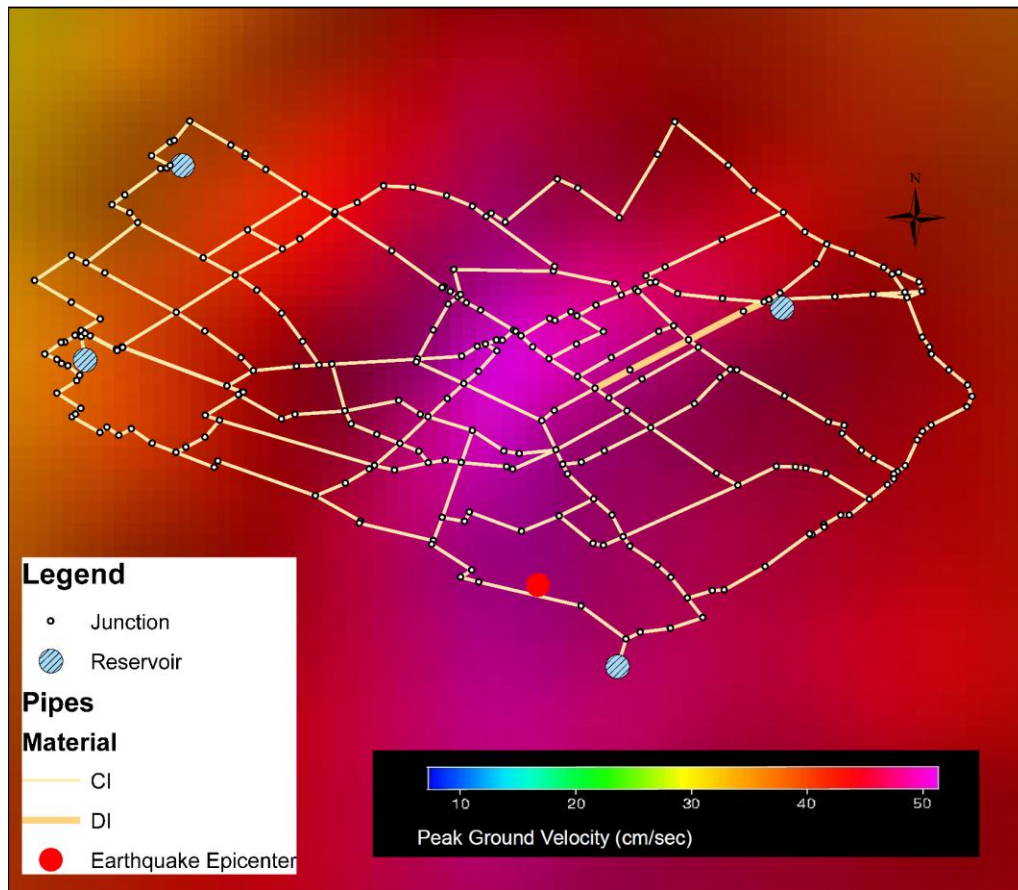 N
Legend
Junction
Reservoir
Pipes
Material
CI
DI
Earthquake Epicenter
10 20 30 40 50
Peak Ground Velocity (cm/sec)